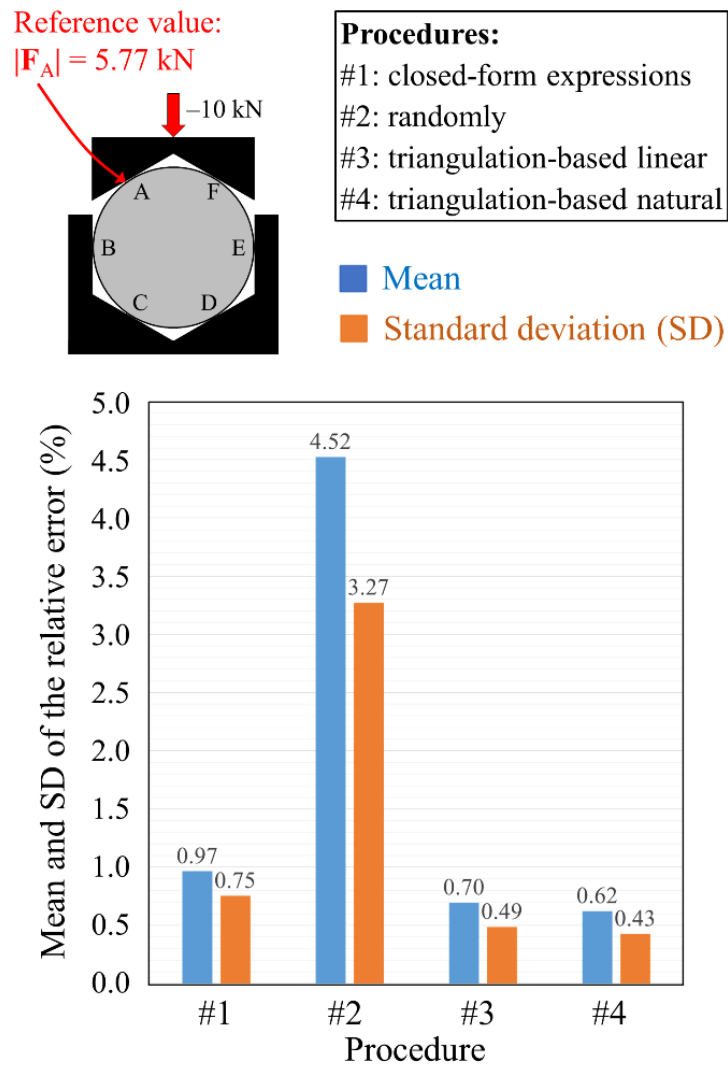 Reference value:
|F_A| = 5.77 kN
–10 kN
A
F
B
E
C
D
Procedures:
#1: closed-form expressions
#2: randomly
#3: triangulation-based linear
#4: triangulation-based natural
Mean
Standard deviation (SD)
Mean and SD of the relative error (%)
5.0
4.5
4.0
3.5
3.0
2.5
2.0
1.5
1.0
0.5
0.0
0.97
0.75
4.52
3.27
0.70
0.49
0.62
0.43
#1
#2
#3
#4
Procedure